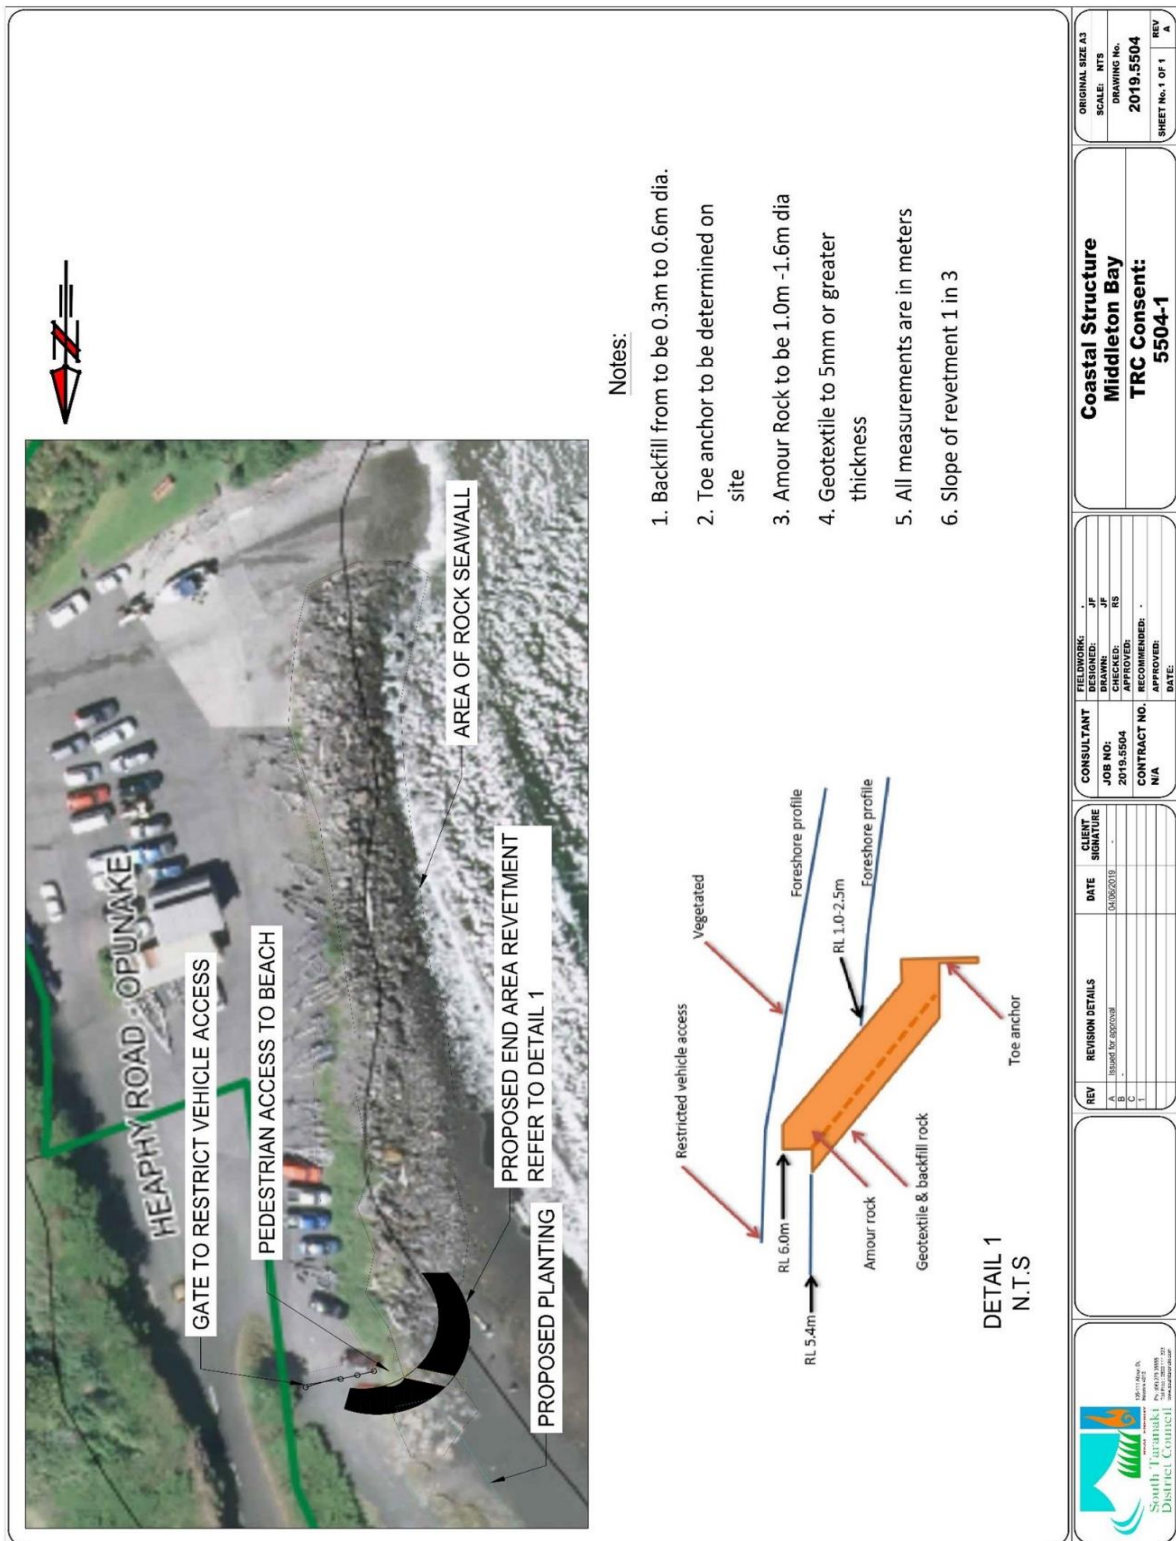 HEAPHY ROAD - OPUNAKE
GATE TO RESTRICT VEHICLE ACCESS
PEDESTRIAN ACCESS TO BEACH
AREA OF ROCK SEAWALL
PROPOSED END AREA REVETMENT
REFER TO DETAIL 1
PROPOSED PLANTING
N
Notes:
1. Backfill from to be 0.3m to 0.6m dia.
2. Toe anchor to be determined on
site
3. Amour Rock to be 1.0m -1.6m dia
4. Geotextile to 5mm or greater
thickness
5. All measurements are in meters
6. Slope of revetment 1 in 3
Restricted vehicle access
Vegetated
Foreshore profile
RL 6.0m
RL 1.0-2.5m
Foreshore profile
RL 5.4m
Amour rock
Geotextile & backfill rock
Toe anchor
DETAIL 1
N.T.S
South Taranaki
District Council
REV
REVISION DETAILS
DATE
CLIENT
SIGNATURE
A
Issued for approval
04/06/2019
-
B
-
C
1
CONSULTANT
JOB NO:
2019.5504
CONTRACT NO.
N/A
FIELDWORK: .
DESIGNED: JF
DRAWN: JF
CHECKED: RS
APPROVED:
RECOMMENDED: .
APPROVED:
DATE:
Coastal Structure
Middleton Bay
TRC Consent:
5504-1
ORIGINAL SIZE A3
SCALE: NTS
DRAWING No.
2019.5504
SHEET No. 1 OF 1
REV
A